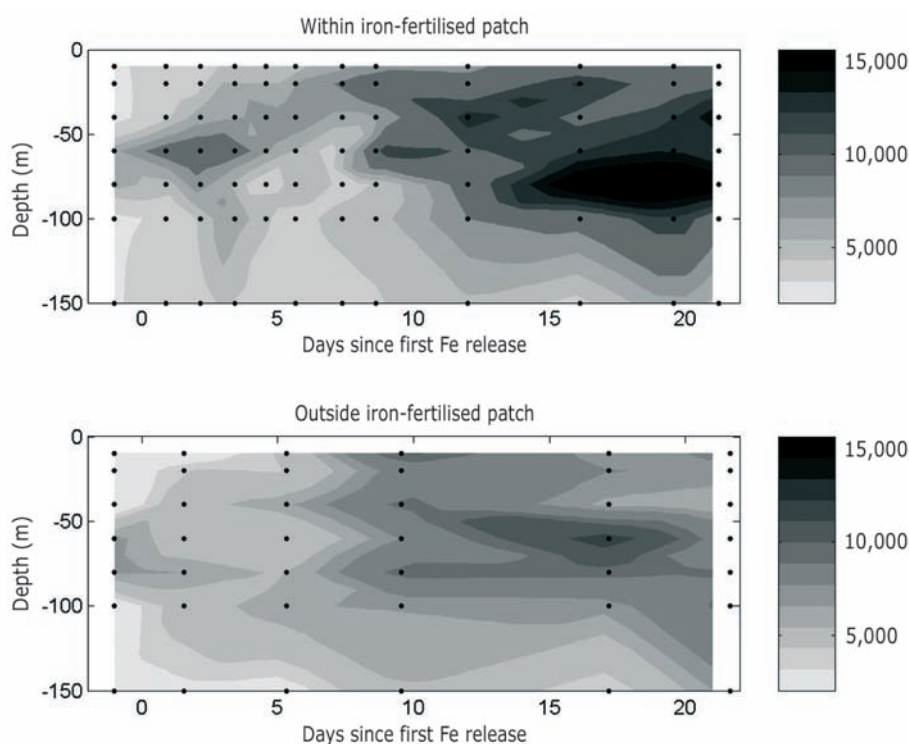 Within iron-fertilised patch
0
-50
-100
-150
Depth (m)
0 5 10 15 20
Days since first Fe release
15,000
10,000
5,000
Outside iron-fertilised patch
0
-50
-100
-150
Depth (m)
0 5 10 15 20
Days since first Fe release
15,000
10,000
5,000